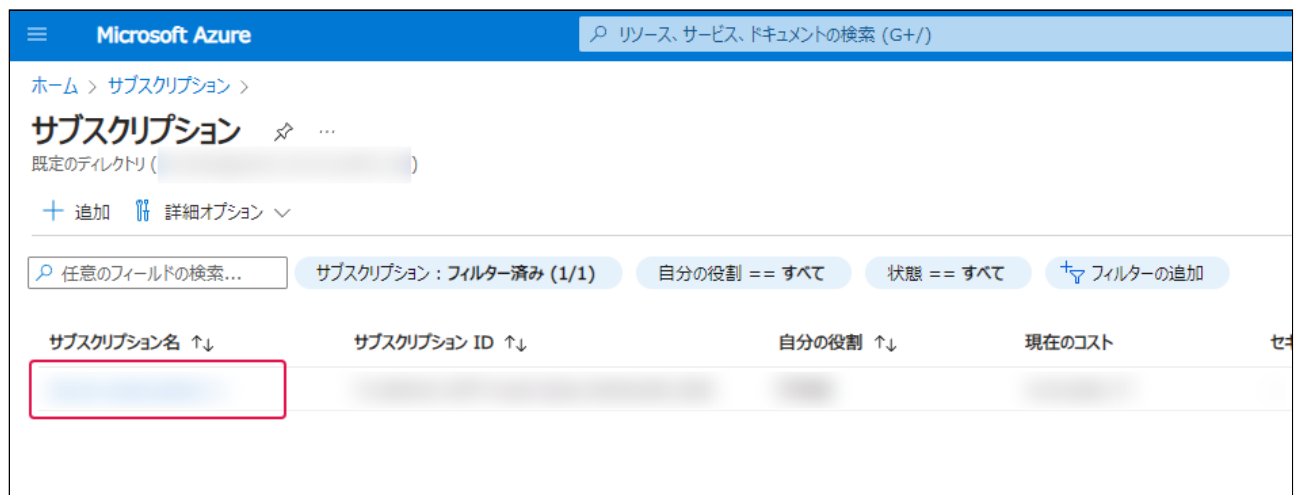 Microsoft Azure
リソース、サービス、ドキュメントの検索 (G+/)
ホーム > サブスクリプション >
サブスクリプション ...
既定のディレクトリ ( )
+ 追加 詳細オプション
任意のフィールドの検索... サブスクリプション : フィルター済み (1/1) 自分の役割 == すべて 状態 == すべて フィルターの追加
サブスクリプション名 ↑↓ サブスクリプション ID ↑↓ 自分の役割 ↑↓ 現在のコスト セキ